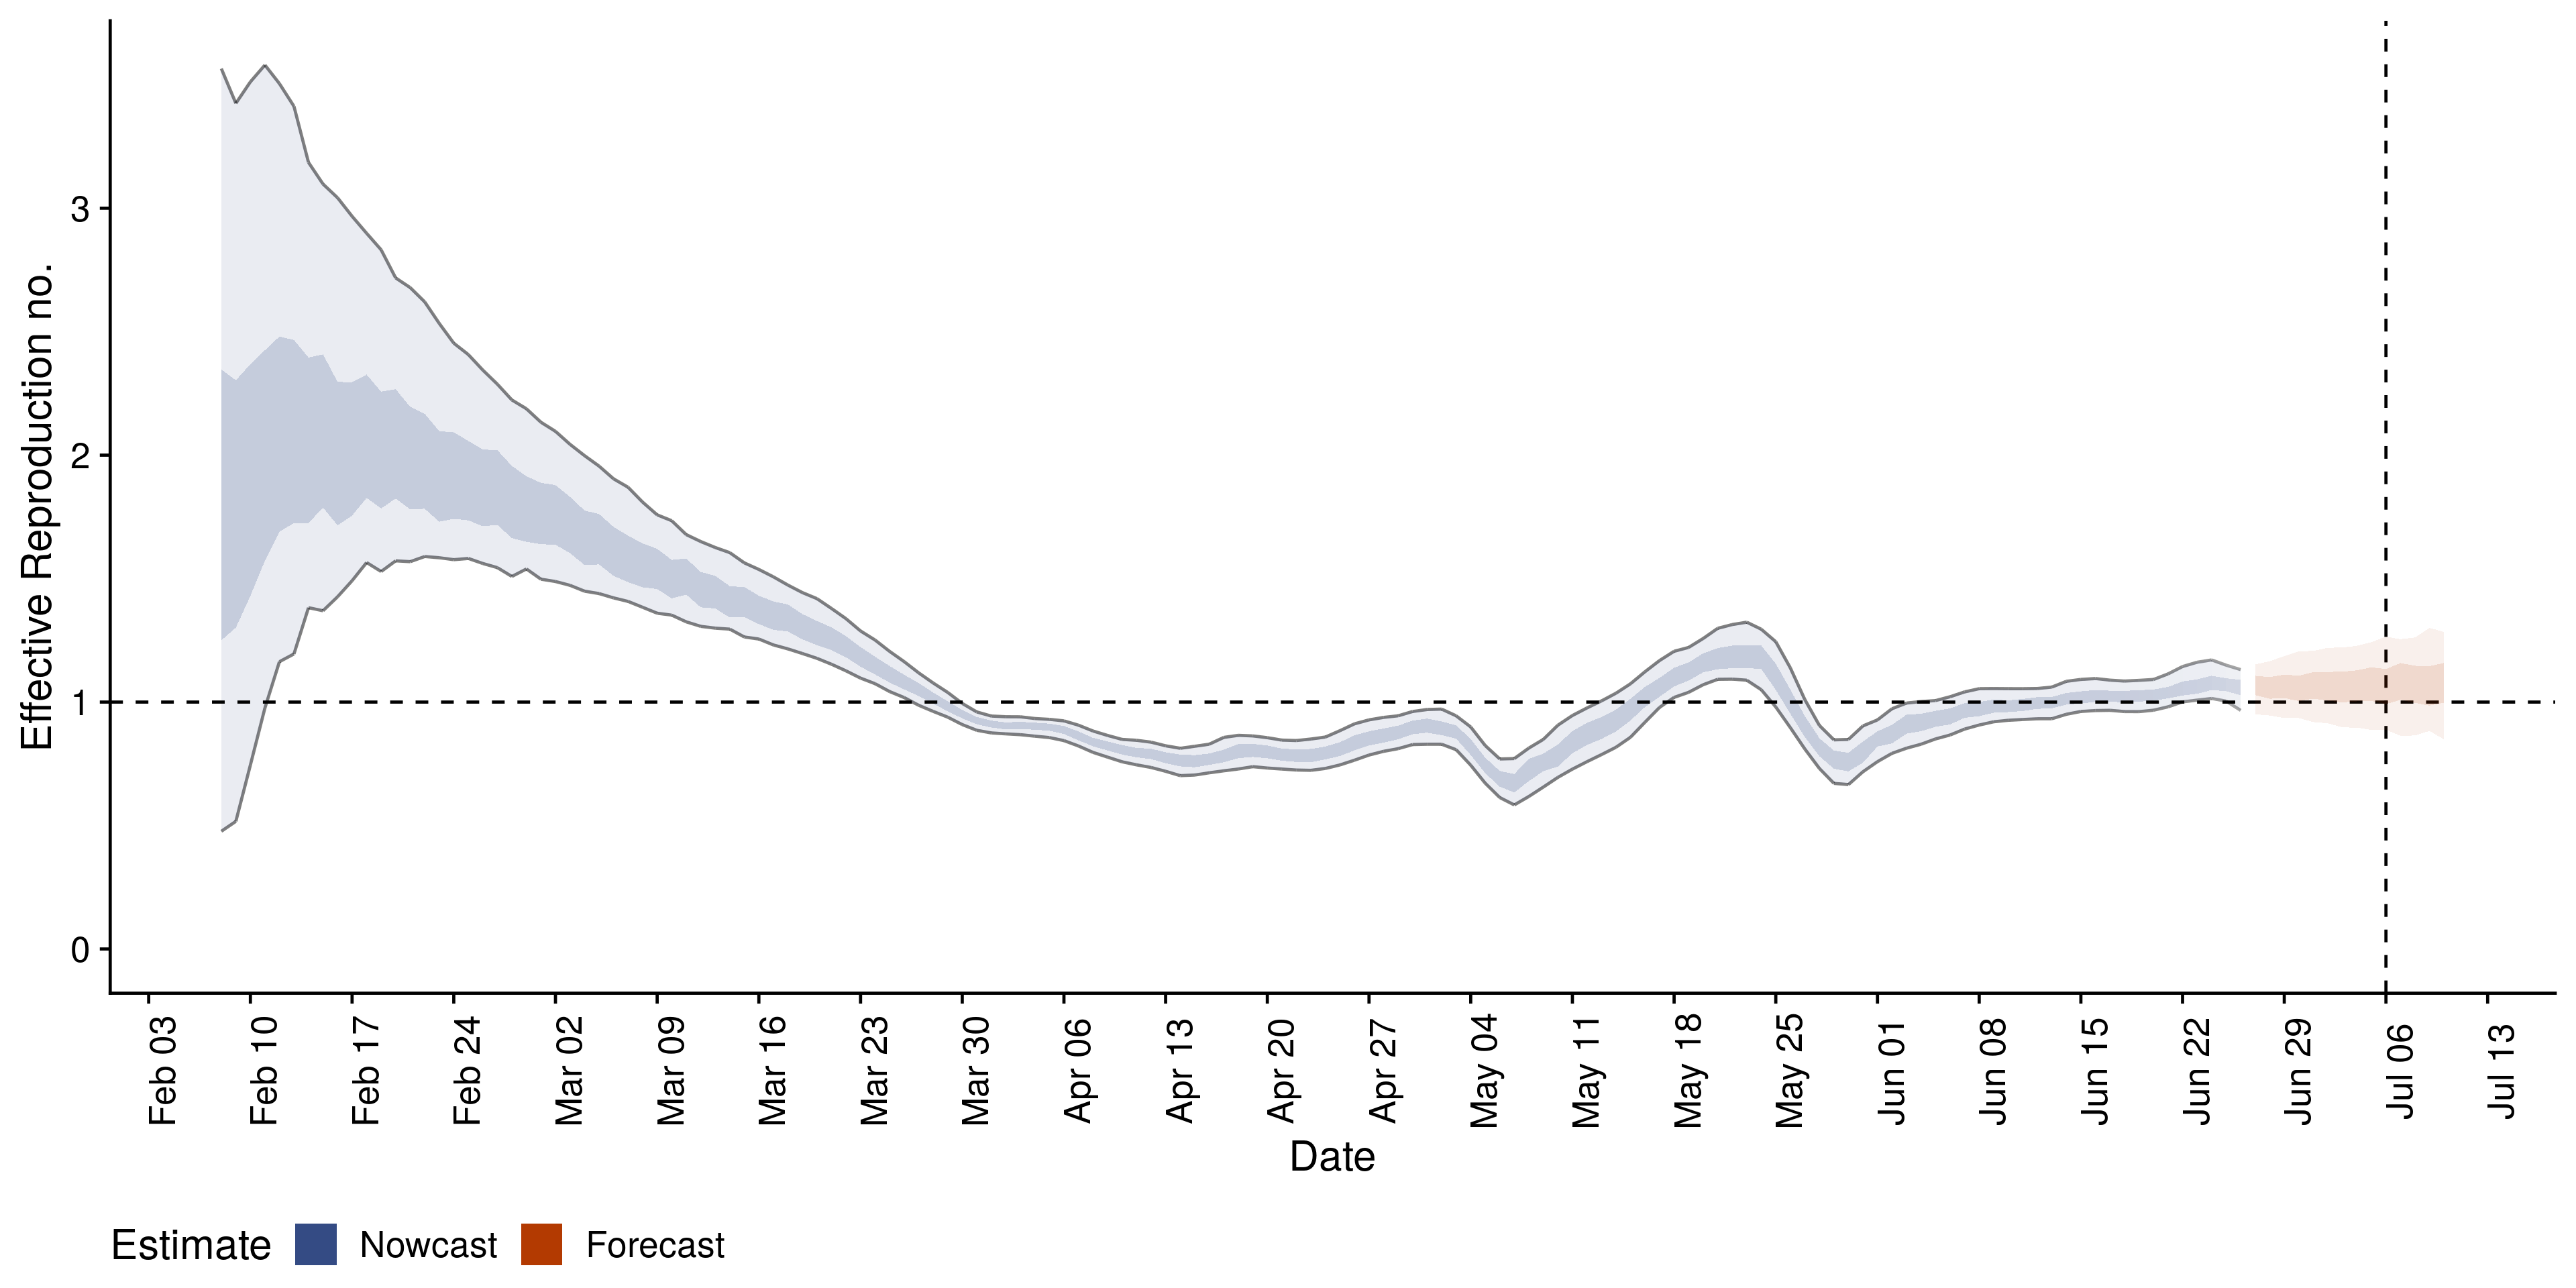 Effective Reproduction no.
3
2
1
0
Feb 03
Feb 10
Feb 17
Feb 24
Mar 02
Mar 09
Mar 16
Mar 23
Mar 30
Apr 06
Apr 13
Apr 20
Apr 27
May 04
May 11
May 18
May 25
Jun 01
Jun 08
Jun 15
Jun 22
Jun 29
Jul 06
Jul 13
Date
Estimate Nowcast Forecast